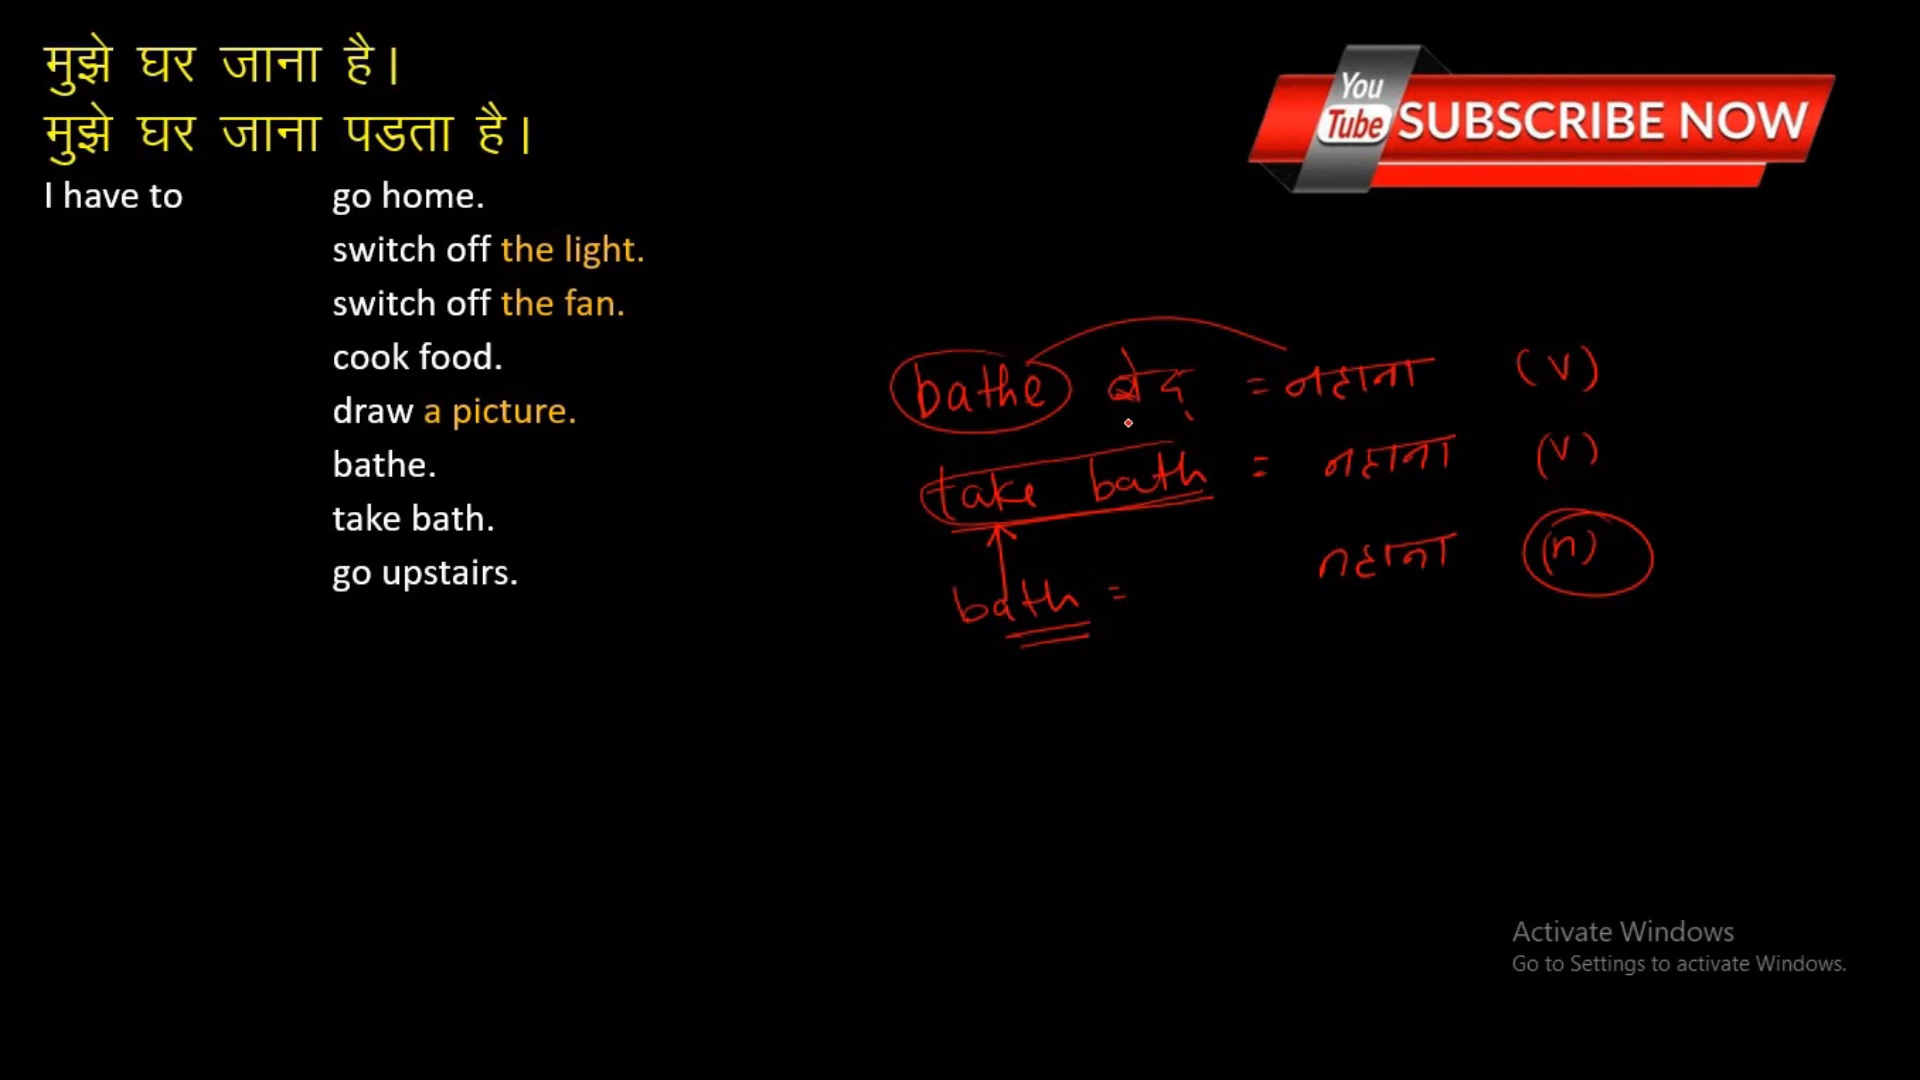 मुझे घर जाना है।
मुझे घर जाना पडता है।
I have to go home.
switch off the light.
switch off the fan.
cook food.
draw a picture.
bathe.
take bath.
go upstairs.
You Tube SUBSCRIBE NOW
bathe बेद् = नहाना (v)
take bath = नहाना (v)
bath = नहाना (n)
Activate Windows
Go to Settings to activate Windows.